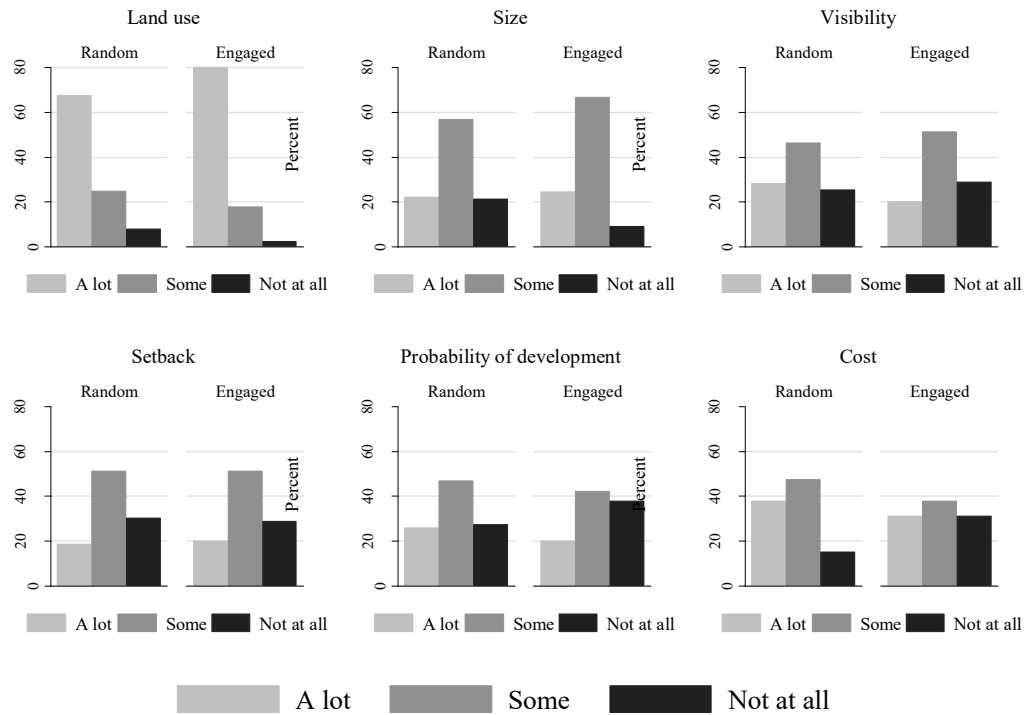 Land use
Random Engaged
0 20 40 60 80
A lot Some Not at all
Size
Random Engaged
Percent
0 20 40 60 80
A lot Some Not at all
Visibility
Random Engaged
Percent
0 20 40 60 80
A lot Some Not at all
Setback
Random Engaged
0 20 40 60 80
A lot Some Not at all
Probability of development
Random Engaged
Percent
0 20 40 60 80
A lot Some Not at all
Cost
Random Engaged
Percent
0 20 40 60 80
A lot Some Not at all
A lot Some Not at all